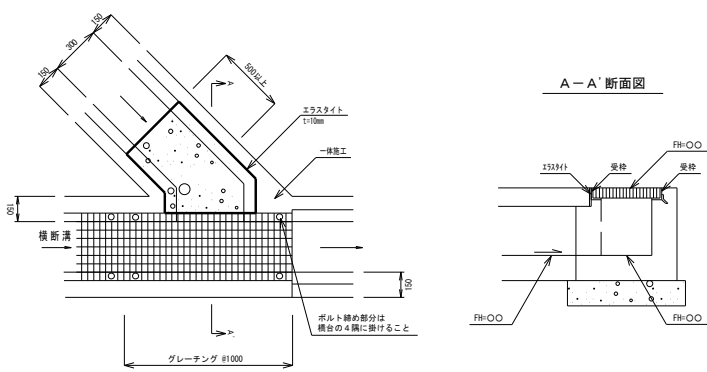 150
300
150
500以上
A
エラスタイト
t=10mm
一体施工
150
横断溝
150
ボルト締め部分は
橋台の４隅に掛けること
A
グレーチング @1000
A－A'断面図
FH=○○
エラスタイト
受枠
受枠
FH=○○
FH=○○